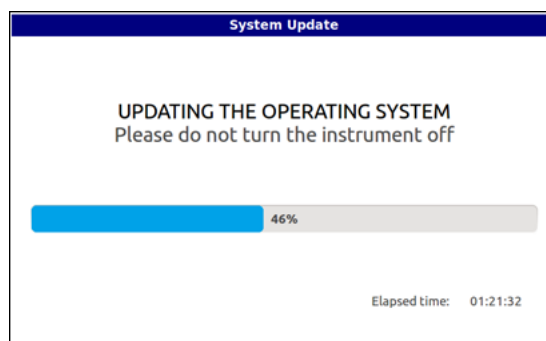 System Update
UPDATING THE OPERATING SYSTEM
Please do not turn the instrument off
46%
Elapsed time: 01:21:32